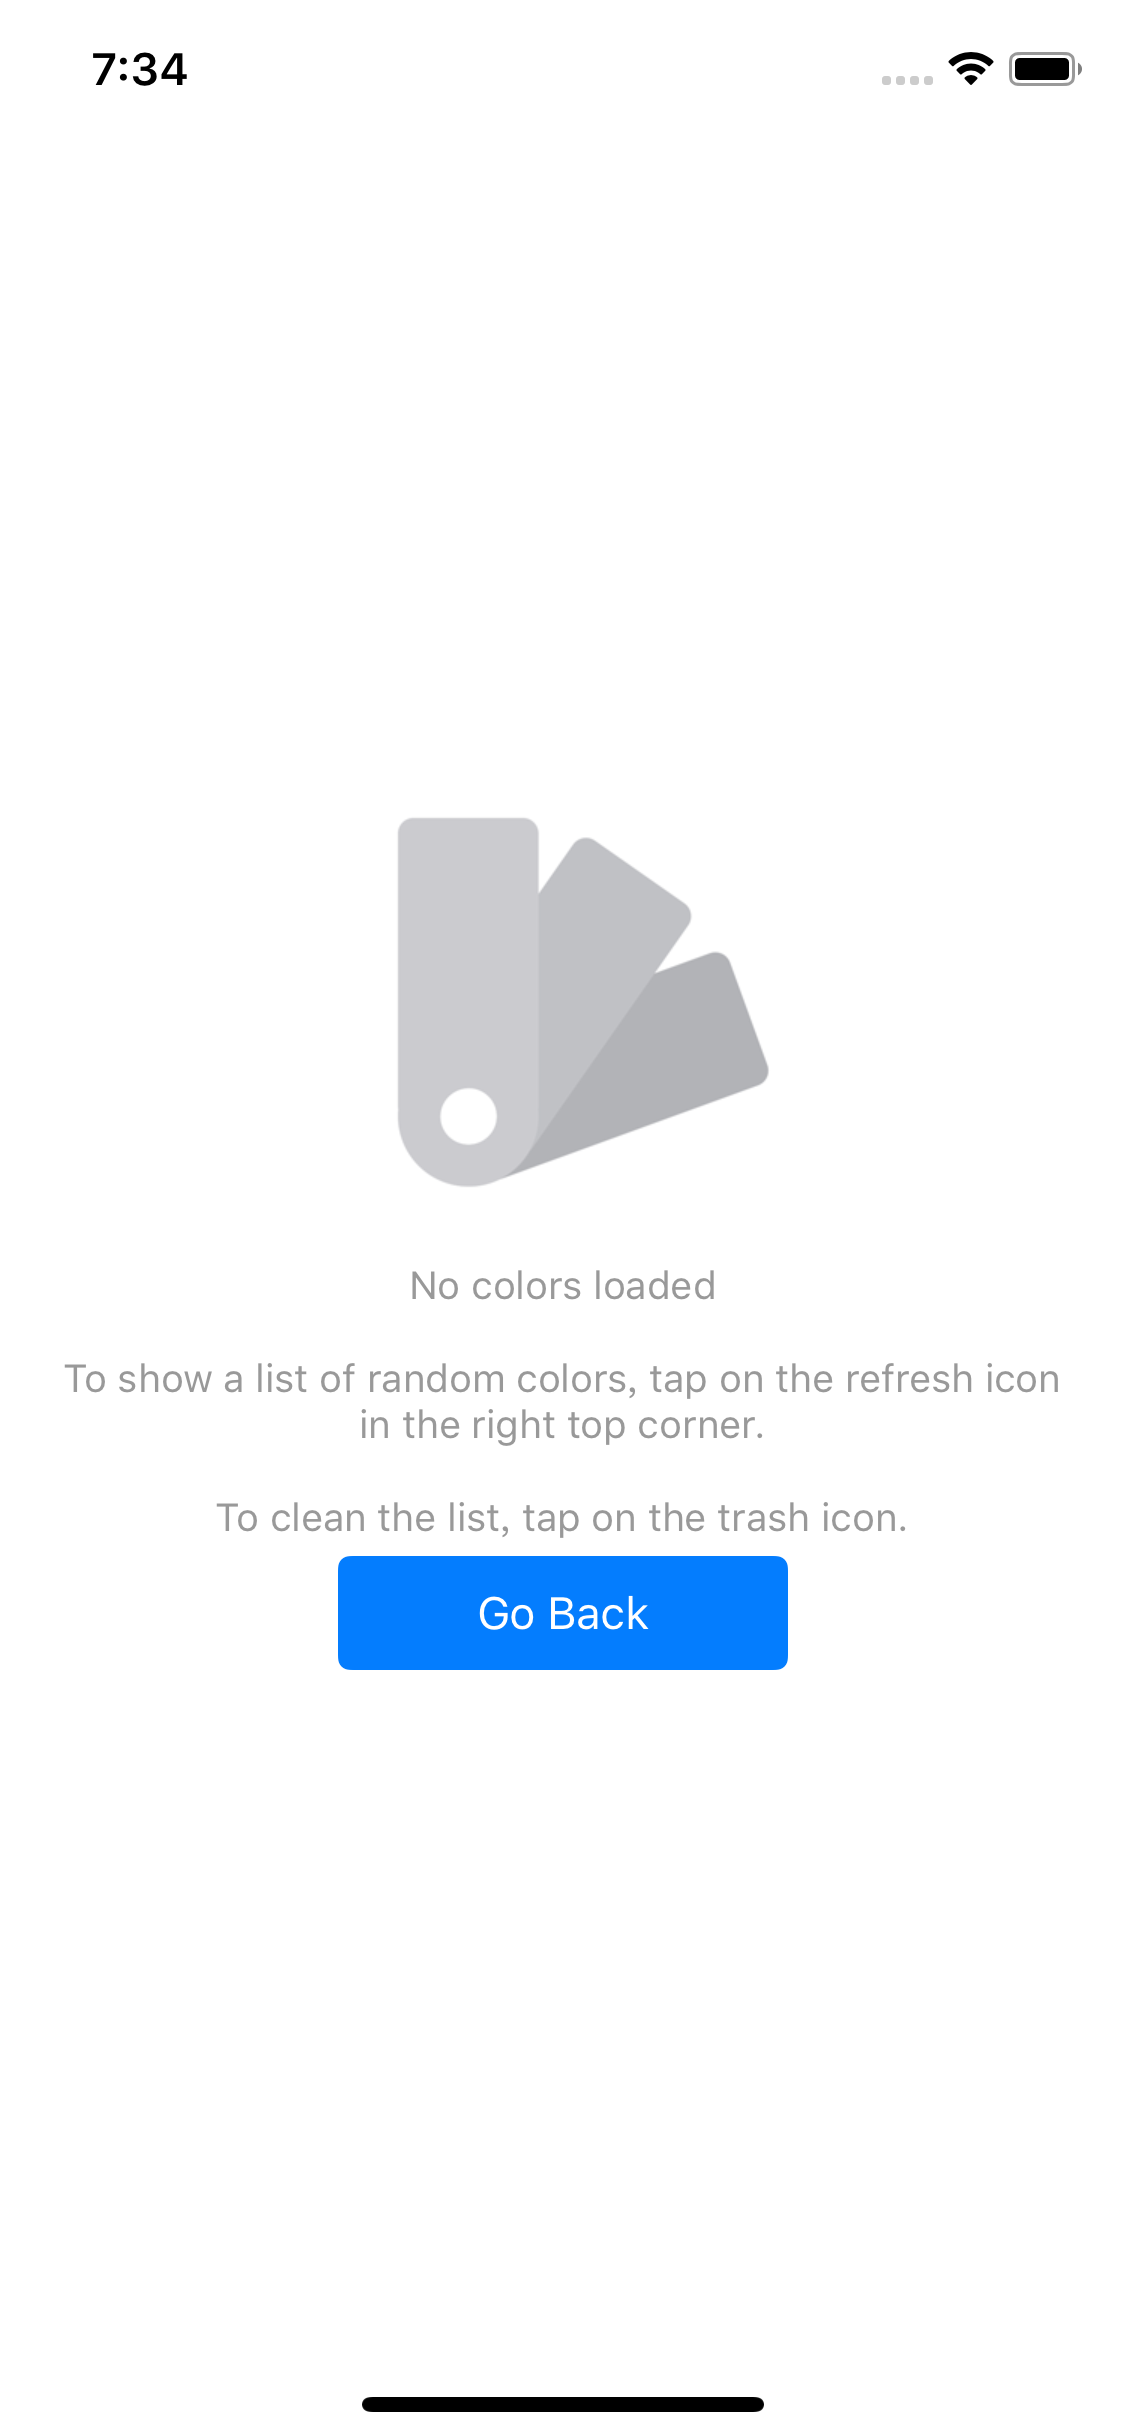 7:34
No colors loaded
To show a list of random colors, tap on the refresh icon
in the right top corner.
To clean the list, tap on the trash icon.
Go Back